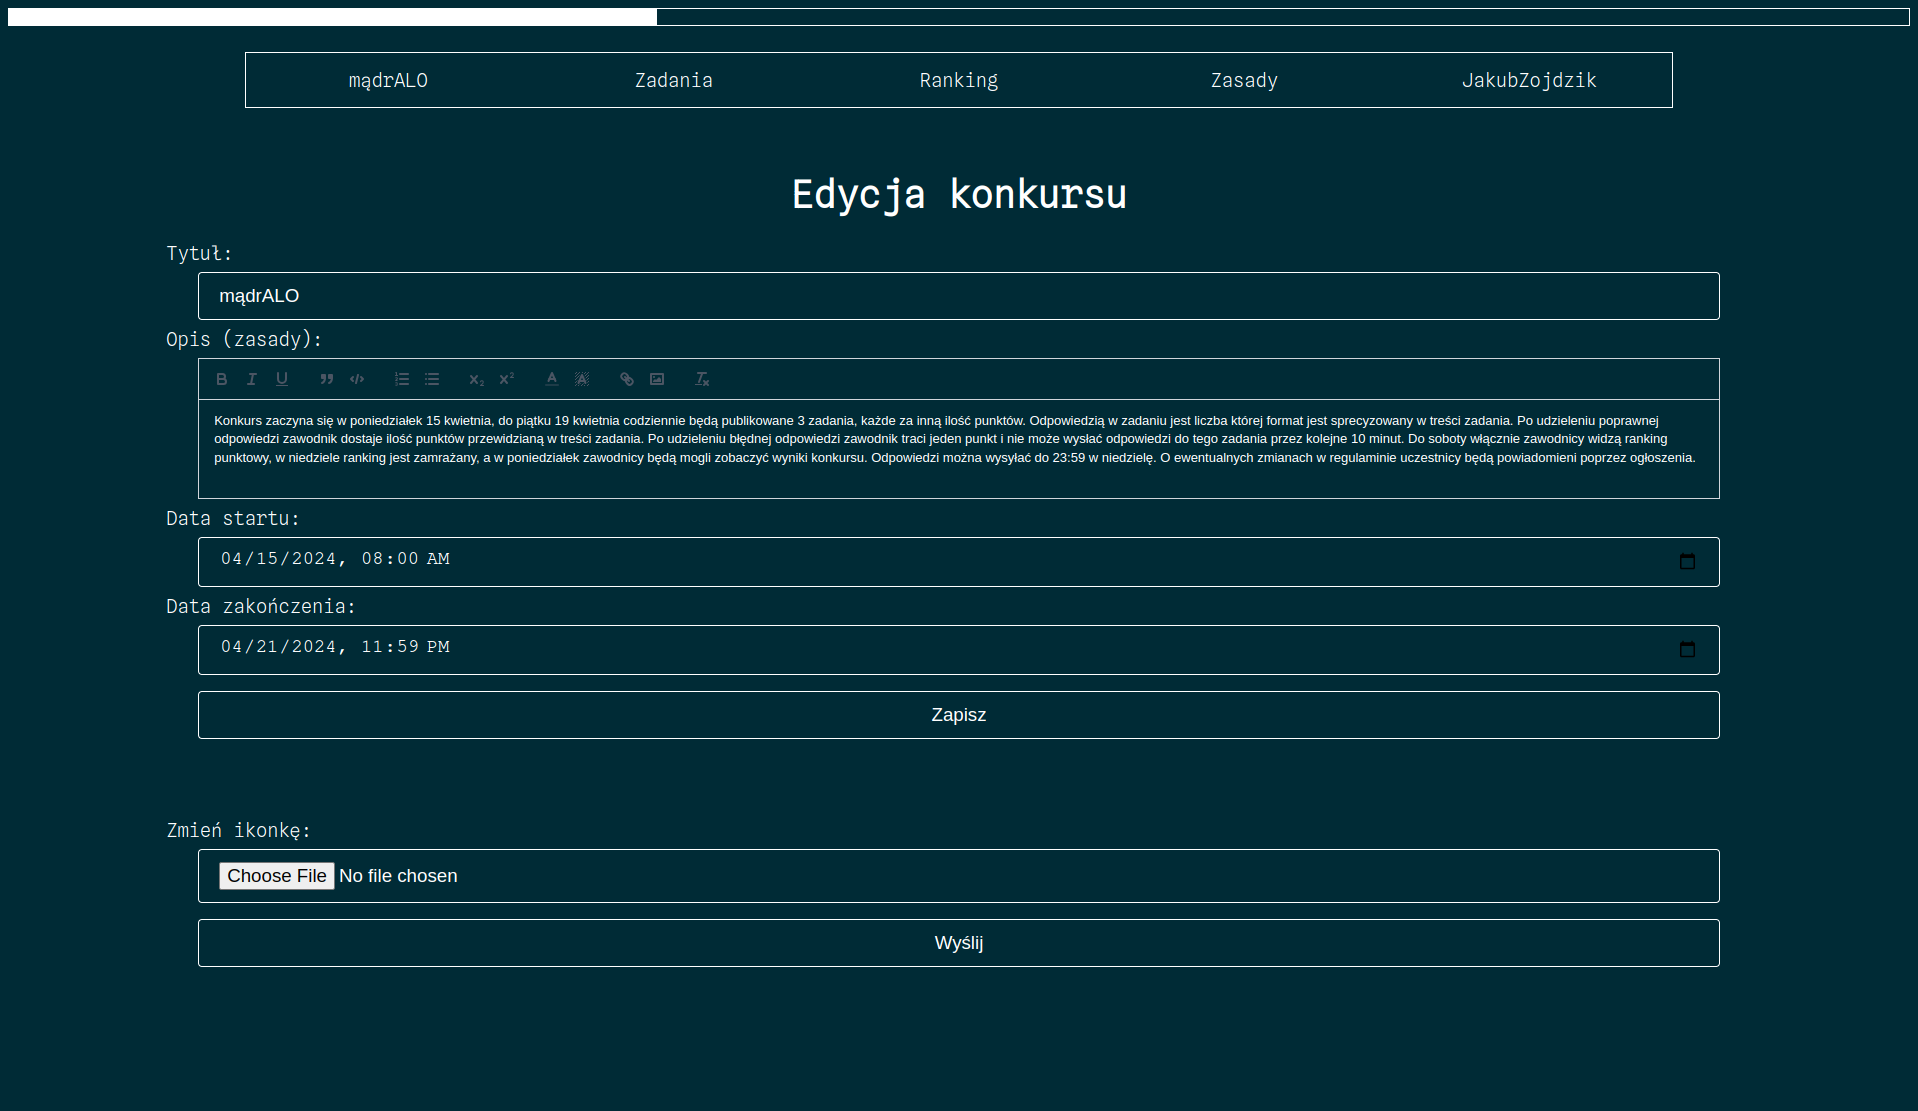 mądrALO Zadania Ranking Zasady JakubZojdzik
Edycja konkursu
Tytuł:
mądrALO
Opis (zasady):
Konkurs zaczyna się w poniedziałek 15 kwietnia, do piątku 19 kwietnia codziennie będą publikowane 3 zadania, każde za inną ilość punktów. Odpowiedzią w zadaniu jest liczba której format jest sprecyzowany w treści zadania. Po udzieleniu poprawnej
odpowiedzi zawodnik dostaje ilość punktów przewidzianą w treści zadania. Po udzieleniu błędnej odpowiedzi zawodnik traci jeden punkt i nie może wysłać odpowiedzi do tego zadania przez kolejne 10 minut. Do soboty włącznie zawodnicy widzą ranking
punktowy, w niedziele ranking jest zamrażany, a w poniedziałek zawodnicy będą mogli zobaczyć wyniki konkursu. Odpowiedzi można wysyłać do 23:59 w niedzielę. O ewentualnych zmianach w regulaminie uczestnicy będą powiadomieni poprzez ogłoszenia.
Data startu:
04/15/2024, 08:00 AM
Data zakończenia:
04/21/2024, 11:59 PM
Zapisz
Zmień ikonkę:
Choose File No file chosen
Wyślij